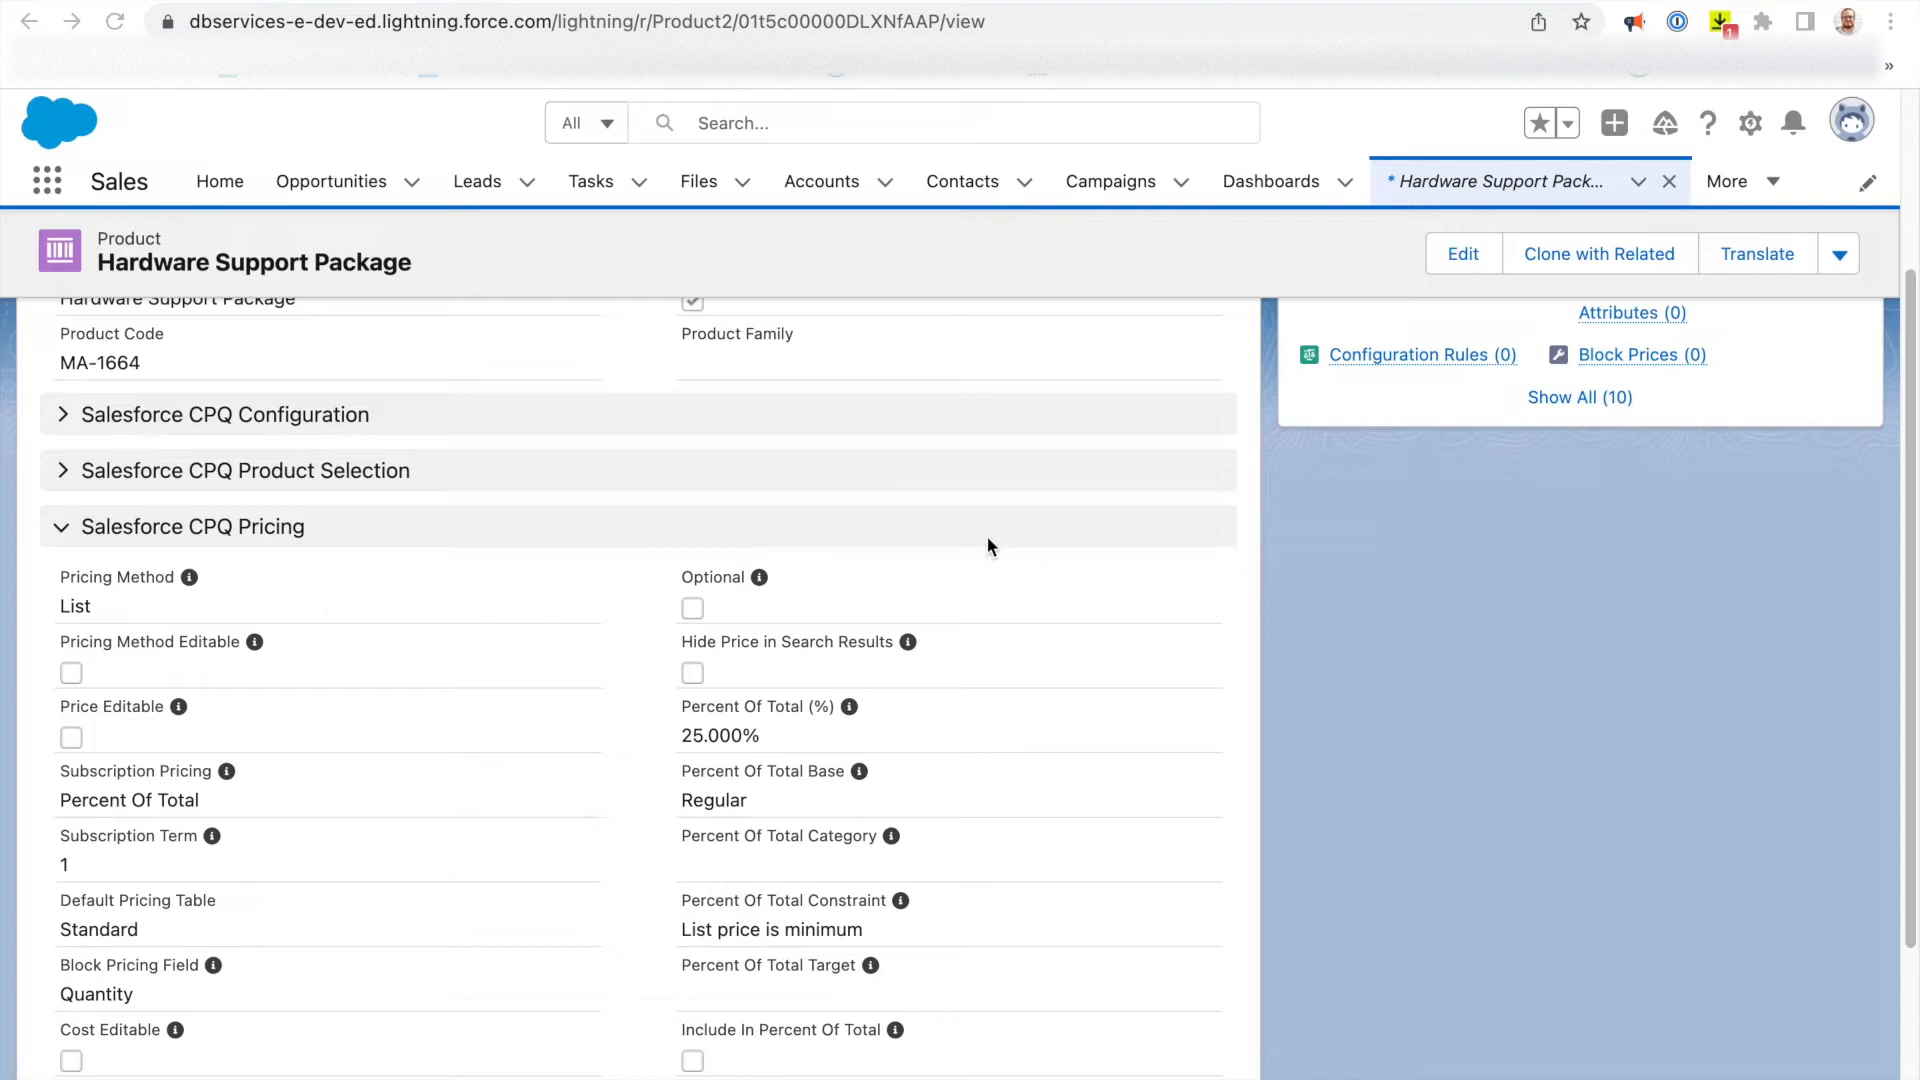 dbservices-e-dev-ed.lightning.force.com/lightning/r/Product2/01t5c00000DLXNfAAP/view
1
»
All
Search...
Sales
Home
Opportunities
Leads
Tasks
Files
Accounts
Contacts
Campaigns
Dashboards
* Hardware Support Pack...
More
Product
Hardware Support Package
Edit
Clone with Related
Translate
Hardware Support Package
Product Code
MA-1664
Product Family
Attributes (0)
Configuration Rules (0)
Block Prices (0)
Show All (10)
Salesforce CPQ Configuration
Salesforce CPQ Product Selection
Salesforce CPQ Pricing
Pricing Method
List
Optional
Pricing Method Editable
Hide Price in Search Results
Price Editable
Percent Of Total (%)
25.000%
Subscription Pricing
Percent Of Total
Percent Of Total Base
Regular
Subscription Term
1
Percent Of Total Category
Default Pricing Table
Standard
Percent Of Total Constraint
List price is minimum
Block Pricing Field
Quantity
Percent Of Total Target
Cost Editable
Include In Percent Of Total